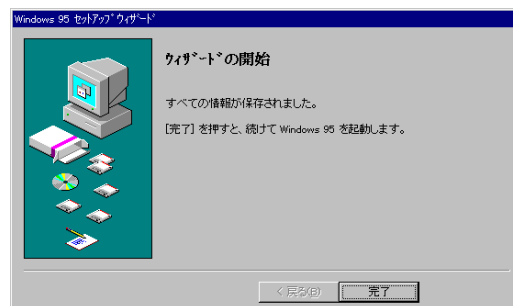 Windows 95 ｾｯﾄｱｯﾌﾟｳｨｻﾞｰﾄﾞ
ｳｨｻﾞｰﾄﾞの開始
すべての情報が保存されました。
[完了] を押すと、続けて Windows 95 を起動します。
< 戻る(B)
完了